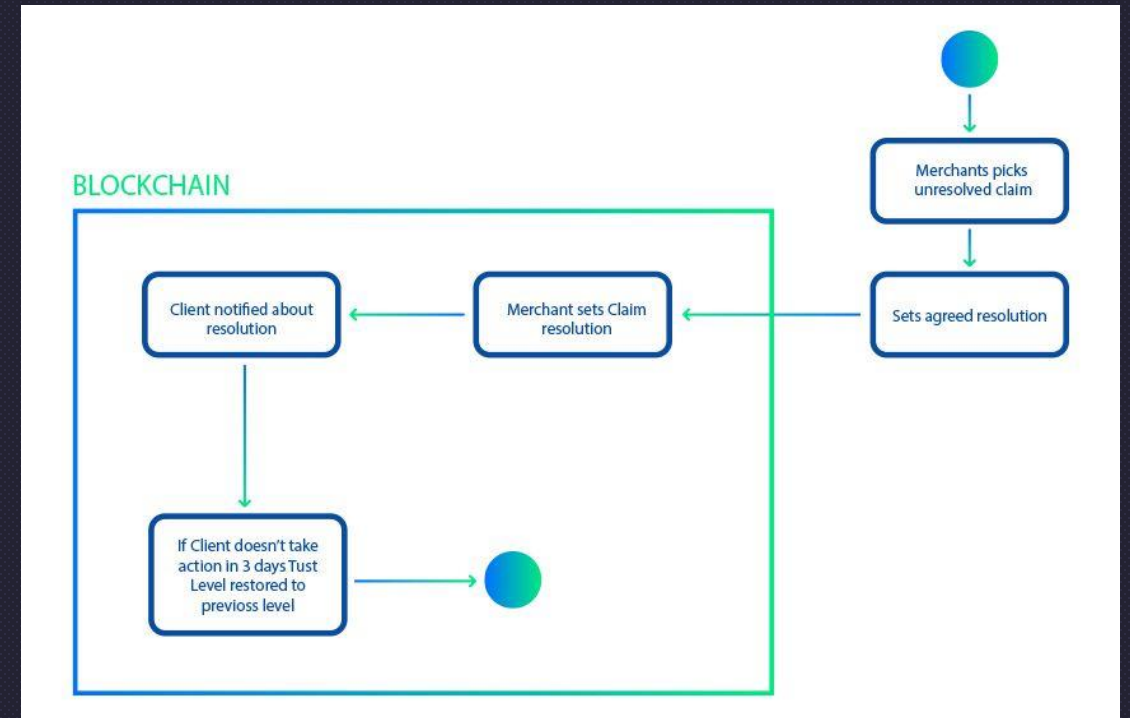 BLOCKCHAIN
Merchants picks
unresolved claim
Sets agreed resolution
Merchant sets Claim
resolution
Client notified about
resolution
If Client doesn't take
action in 3 days Tust
Level restored to
previoss level